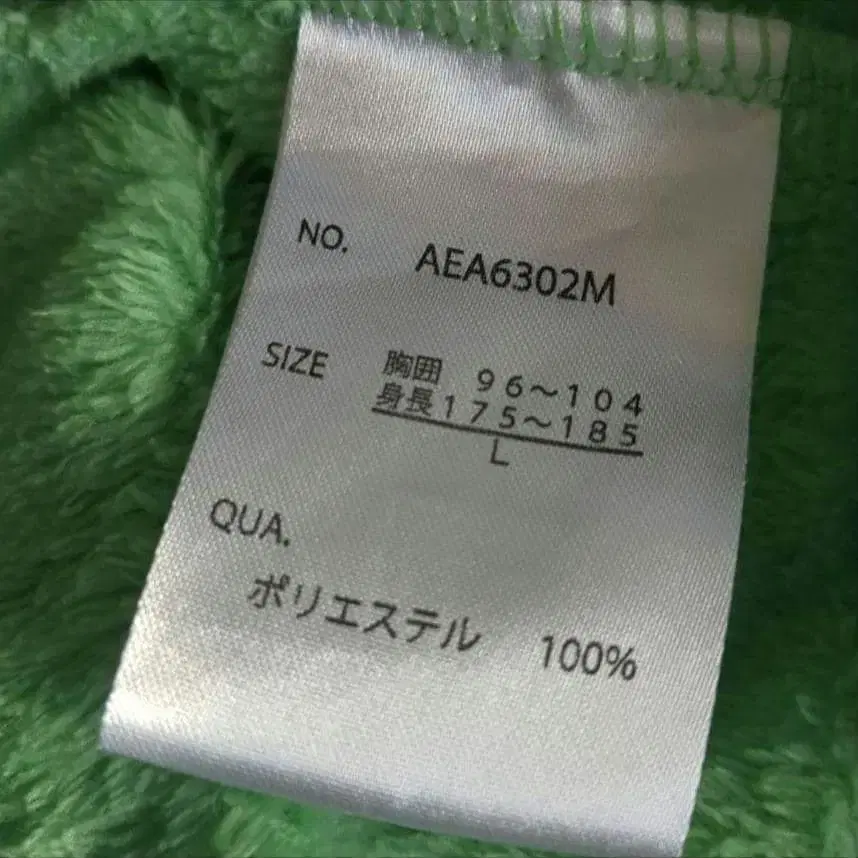 NO. AEA6302M
SIZE 胸囲 96〜104
身長175〜185
L
QUA.
ポリエステル 100%